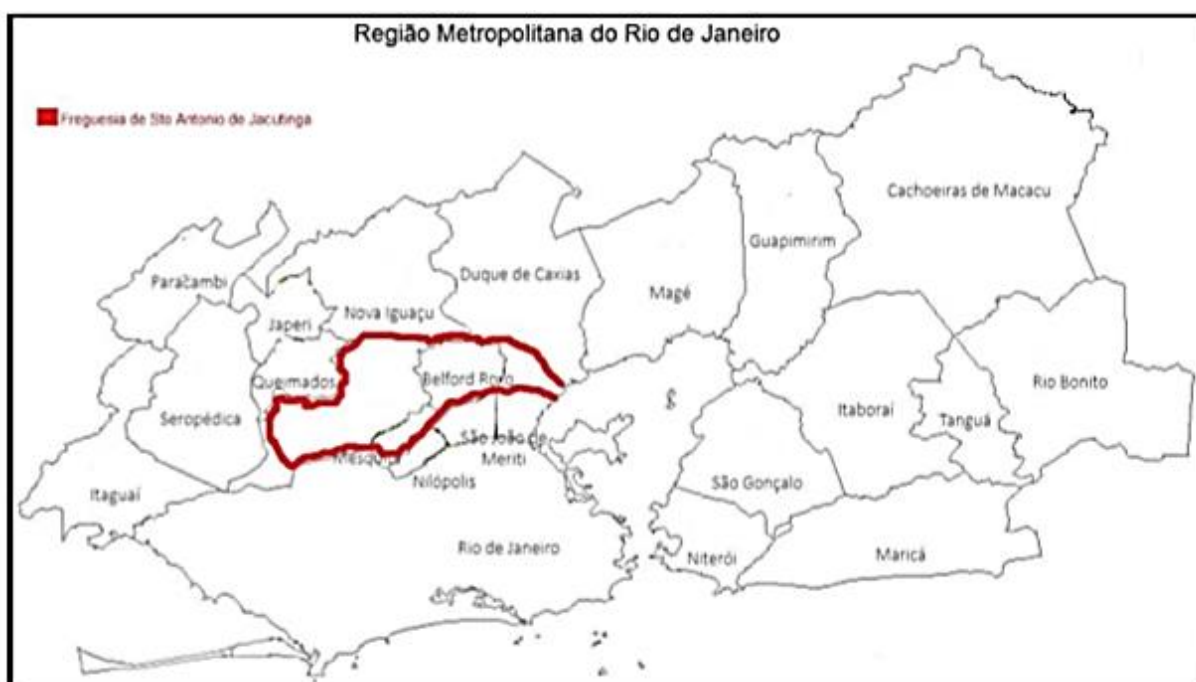 Região Metropolitana do Rio de Janeiro
Freguesia de Sto Antonio de Jacutinga
Cachoeiras de Macacu
Guapimirim
Duque de Caxias
Paracambi
Magé
Nova Iguaçu
Japeri
Queimados
Belford Roxo
Rio Bonito
Itaboraí
Tanguá
Seropédica
São João de
Meriti
Mesquita
Nilópolis
São Gonçalo
Itaguaí
Rio de Janeiro
Niterói
Maricá